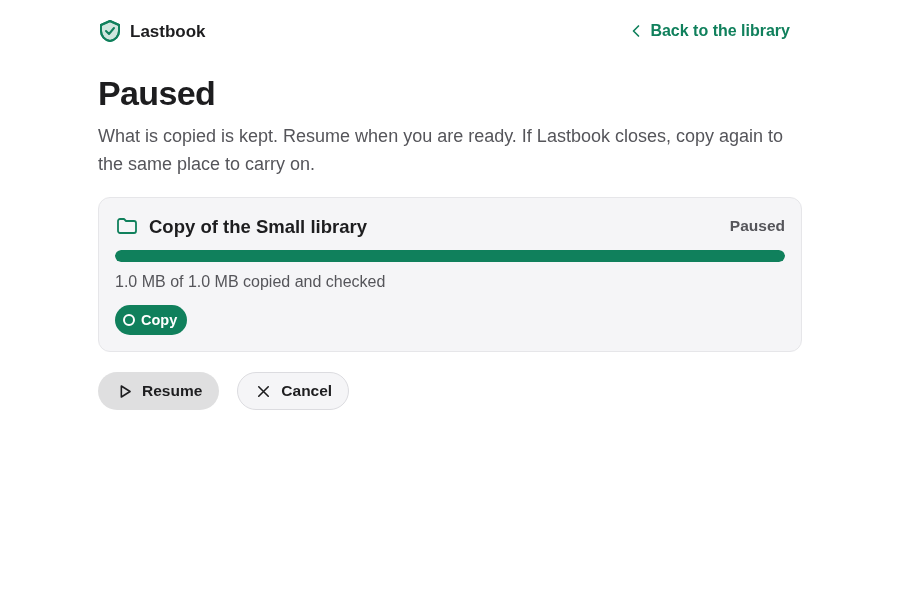 Lastbook
Back to the library
Paused
What is copied is kept. Resume when you are ready. If Lastbook closes, copy again to
the same place to carry on.
Copy of the Small library
Paused
1.0 MB of 1.0 MB copied and checked
Copy
Resume
Cancel